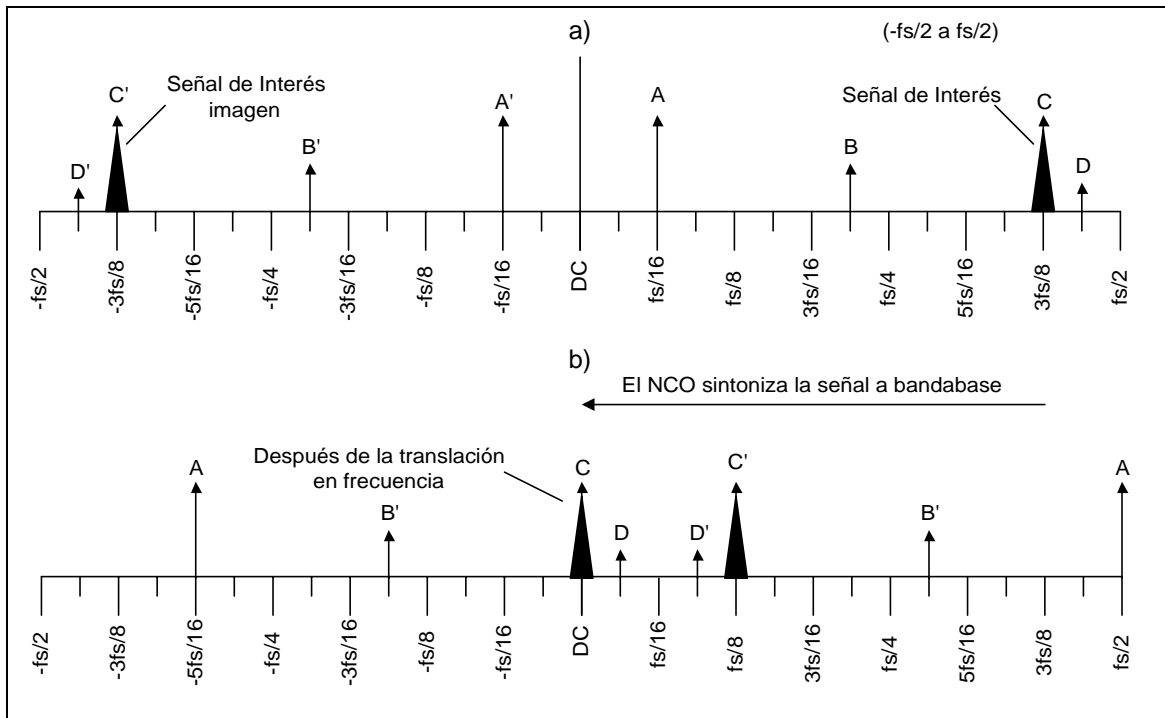 a)
(-fs/2 a fs/2)
Señal de Interés
imagen
Señal de Interés
C'
A'
A
C
D'
B'
B
D
-fs/2
-3fs/8
-5fs/16
-fs/4
-3fs/16
-fs/8
-fs/16
DC
fs/16
fs/8
3fs/16
fs/4
5fs/16
3fs/8
fs/2
b)
El NCO sintoniza la señal a bandabase
Después de la translación
en frecuencia
A
C
C'
A
B'
D
D'
B'
-fs/2
-3fs/8
-5fs/16
-fs/4
-3fs/16
-fs/8
-fs/16
DC
fs/16
fs/8
3fs/16
fs/4
5fs/16
3fs/8
fs/2